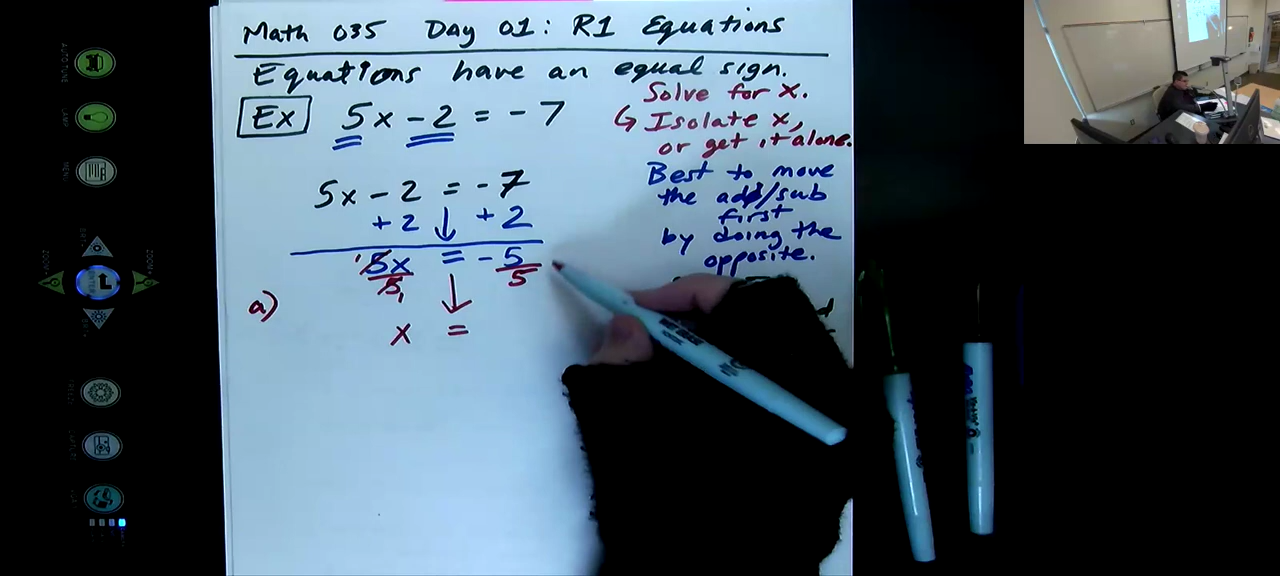 Math 035 Day 01: R1 Equations
Equations have an equal sign.
Ex 5x - 2 = - 7
Solve for x.
↳ Isolate x,
or get it alone.
Best to move
the add/sub
first
by doing the
opposite.
5x - 2 = - 7
+ 2 ↓ + 2
5x = - 5
5 5
a)
x =
MENU
LAMP